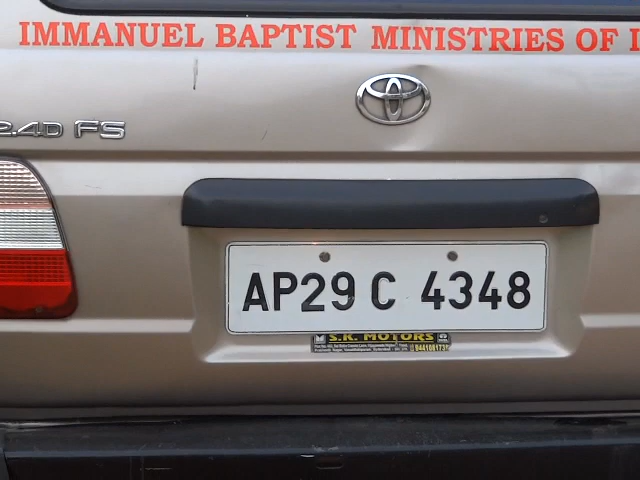 IMMANUEL BAPTIST MINISTRIES OF I
2.4D FS
AP29 C 4348
S.K. MOTORS